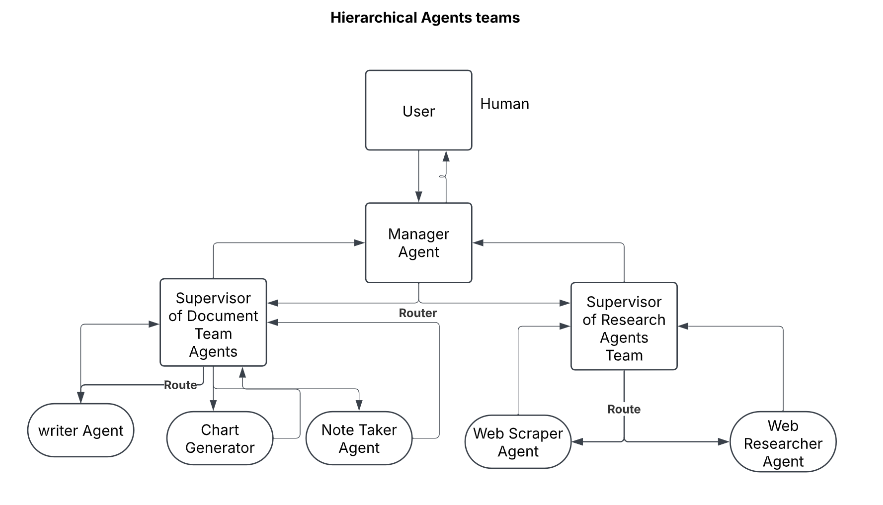 Hierarchical Agents teams
User
Human
Manager
Agent
Supervisor
of Document
Team
Agents
Router
Supervisor
of Research
Agents
Team
Route
writer Agent
Chart
Generator
Note Taker
Agent
Route
Web Scraper
Agent
Web
Researcher
Agent